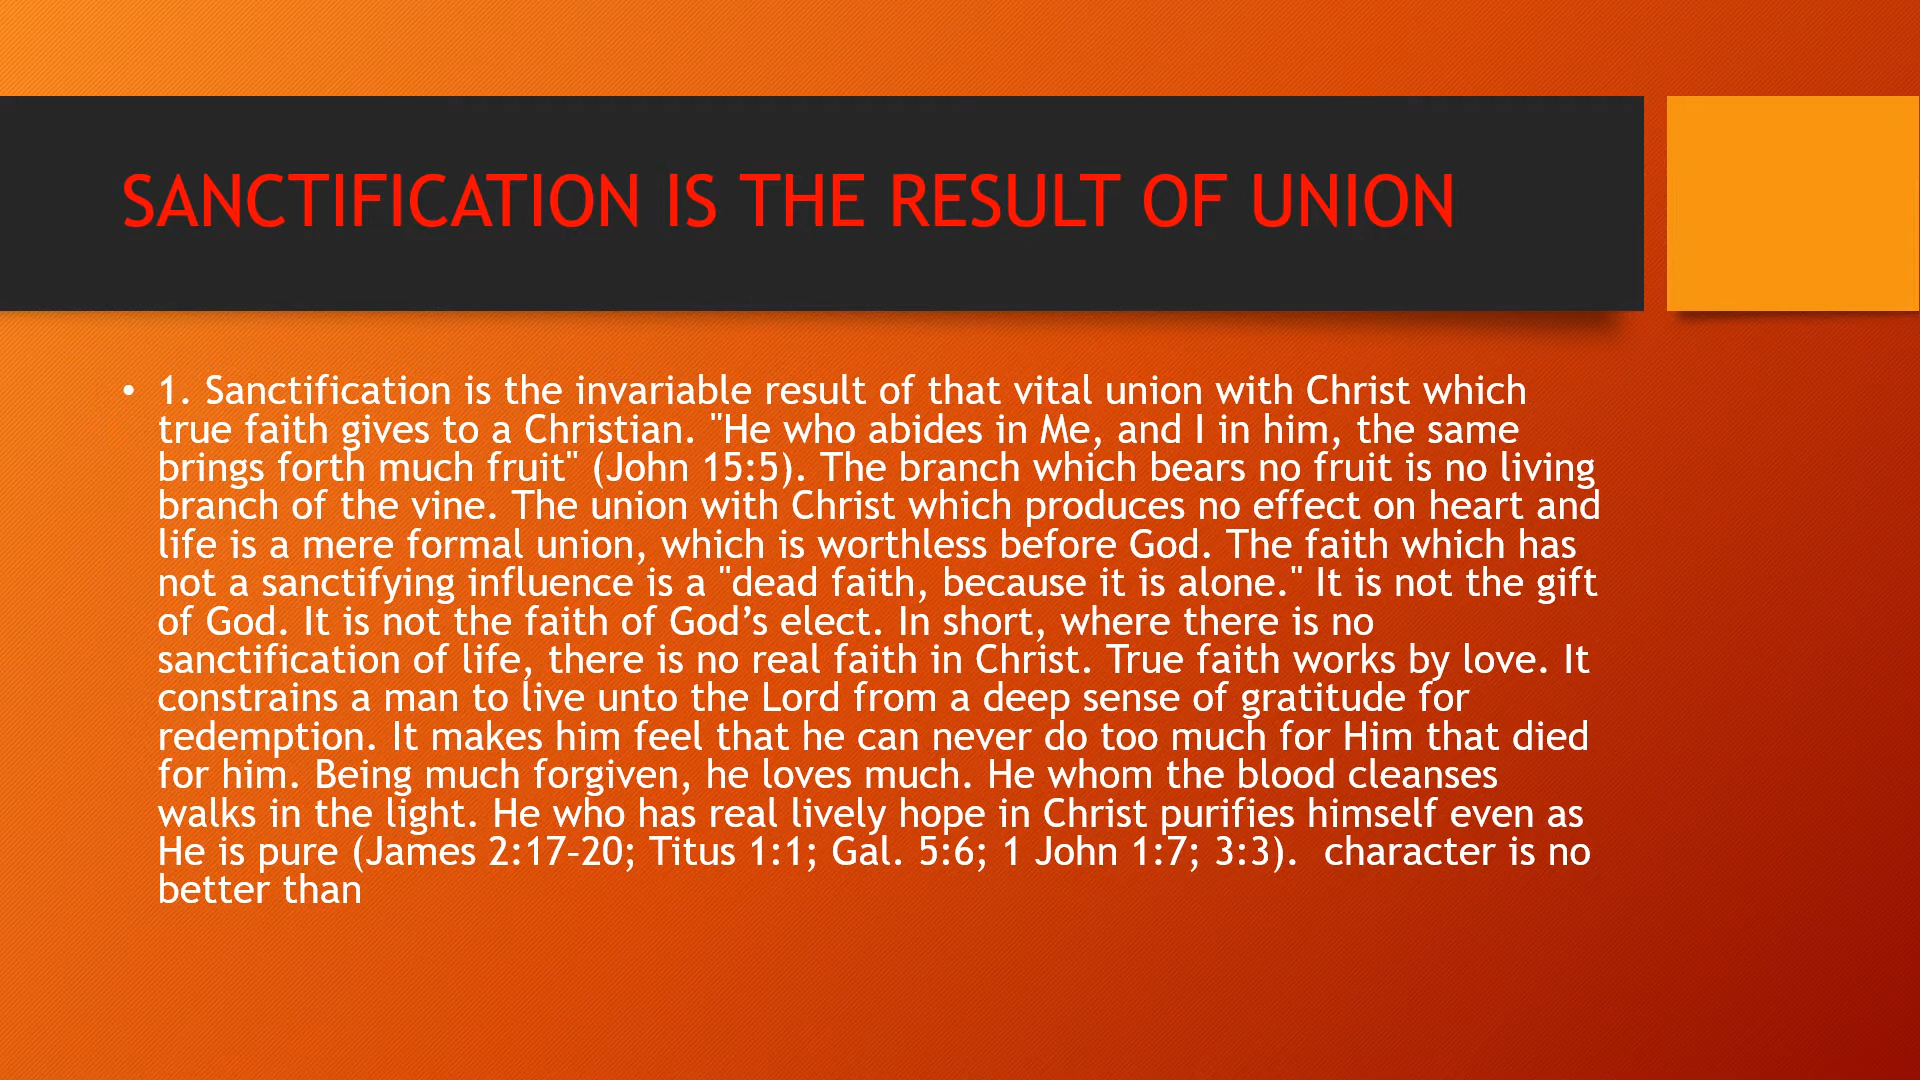 SANCTIFICATION IS THE RESULT OF UNION
• 1. Sanctification is the invariable result of that vital union with Christ which
true faith gives to a Christian. "He who abides in Me, and I in him, the same
brings forth much fruit" (John 15:5). The branch which bears no fruit is no living
branch of the vine. The union with Christ which produces no effect on heart and
life is a mere formal union, which is worthless before God. The faith which has
not a sanctifying influence is a "dead faith, because it is alone." It is not the gift
of God. It is not the faith of God’s elect. In short, where there is no
sanctification of life, there is no real faith in Christ. True faith works by love. It
constrains a man to live unto the Lord from a deep sense of gratitude for
redemption. It makes him feel that he can never do too much for Him that died
for him. Being much forgiven, he loves much. He whom the blood cleanses
walks in the light. He who has real lively hope in Christ purifies himself even as
He is pure (James 2:17-20; Titus 1:1; Gal. 5:6; 1 John 1:7; 3:3).  character is no
better than